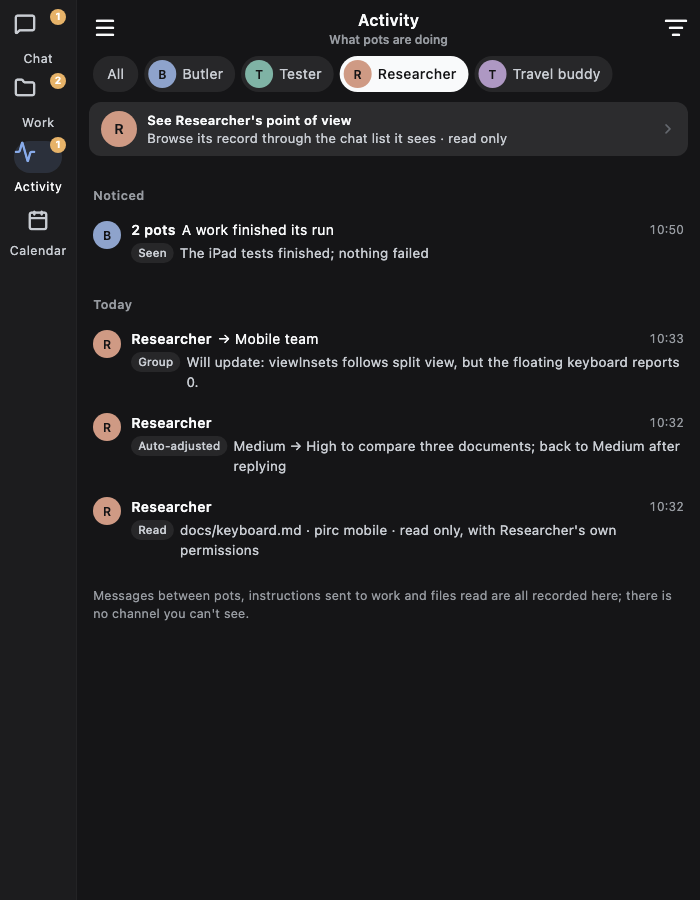 1
Chat
2
Work
1
Activity
Calendar
Activity
What pots are doing
All
B Butler
T Tester
R Researcher
T Travel buddy
R
See Researcher's point of view
Browse its record through the chat list it sees · read only
Noticed
B
2 pots A work finished its run
10:50
Seen The iPad tests finished; nothing failed
Today
R
Researcher → Mobile team
10:33
Group Will update: viewInsets follows split view, but the floating keyboard reports
0.
R
Researcher
10:32
Auto-adjusted Medium → High to compare three documents; back to Medium after
replying
R
Researcher
10:32
Read docs/keyboard.md · pirc mobile · read only, with Researcher's own
permissions
Messages between pots, instructions sent to work and files read are all recorded here; there is
no channel you can't see.